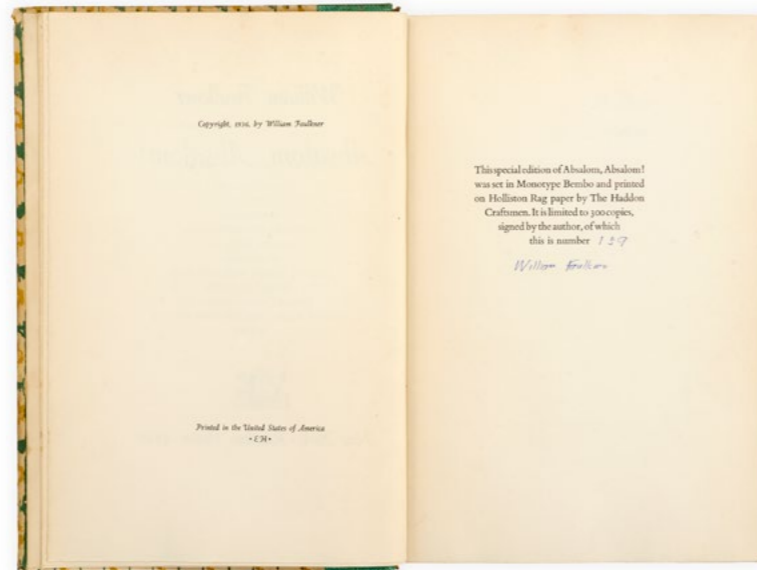 Copyright, 1936, by William Faulkner
Printed in the United States of America
This special edition of Absalom, Absalom!
was set in Monotype Bembo and printed
on Holliston Rag paper by The Haddon
Craftsmen. It is limited to 300 copies,
signed by the author, of which
this is number
William Faulkner